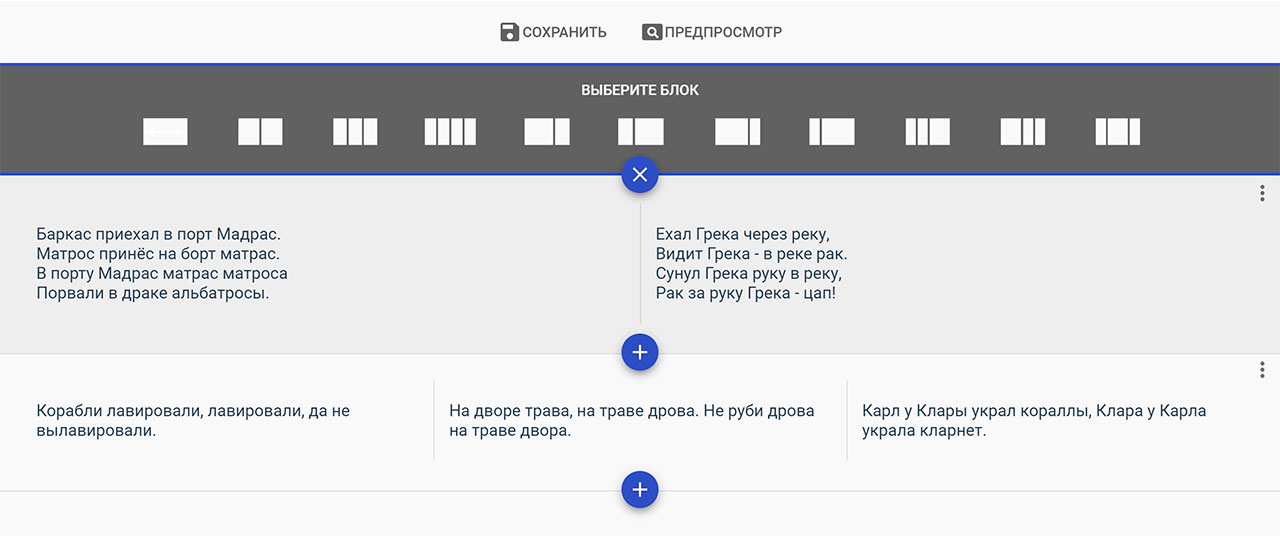 СОХРАНИТЬ ПРЕДПРОСМОТР
ВЫБЕРИТЕ БЛОК
Баркас приехал в порт Мадрас.
Матрос принёс на борт матрас.
В порту Мадрас матрас матроса
Порвали в драке альбатросы.
Ехал Грека через реку,
Видит Грека - в реке рак.
Сунул Грека руку в реку,
Рак за руку Грека - цап!
Корабли лавировали, лавировали, да не
вылавировали.
На дворе трава, на траве дрова. Не руби дрова
на траве двора.
Карл у Клары украл кораллы, Клара у Карла
украла кларнет.